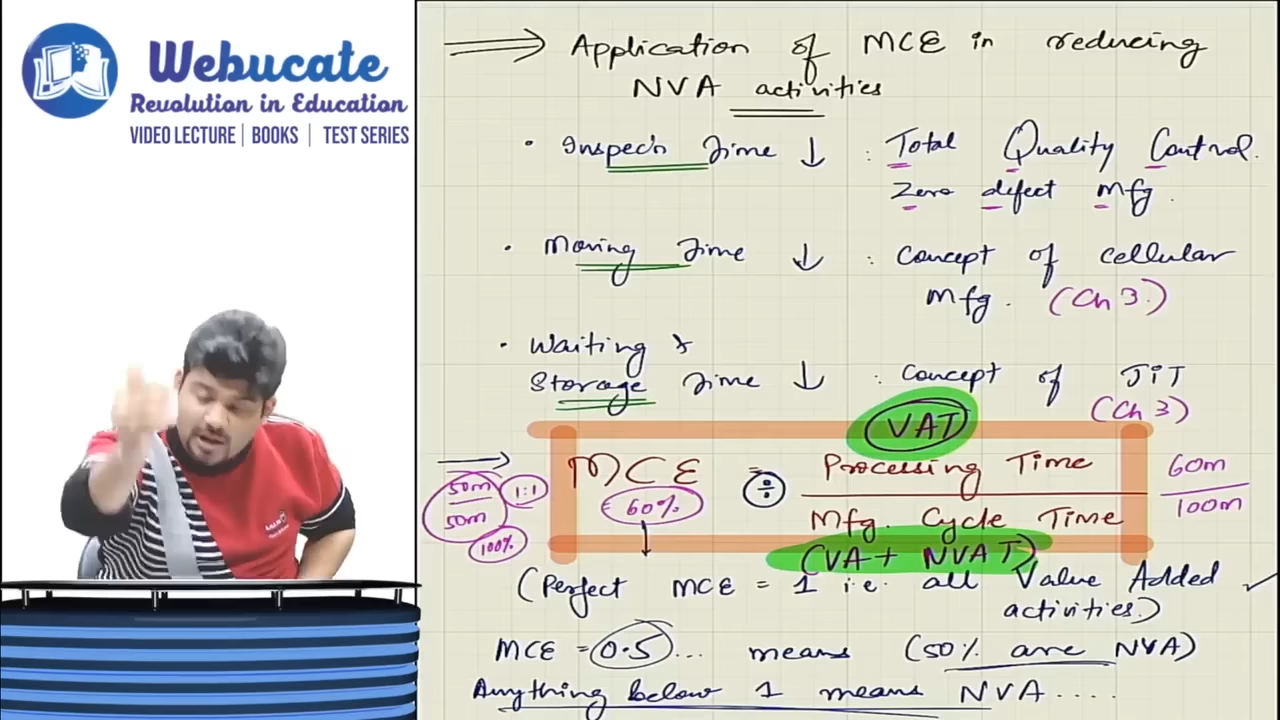 Webucate
Revolution in Education
VIDEO LECTURE | BOOKS | TEST SERIES
⟹ Application of MCE in reducing
NVA activities
• Inspecn Time ↓ : Total Quality Control.
Zero defect Mfg.
• Moving Time ↓ : Concept of cellular
Mfg. (Ch 3.)
• Waiting &
Storage Time ↓ : Concept of JIT
(Ch 3)
VAT
MCE = Processing Time
Mfg. Cycle Time
(VA + NVAT)
60%
60m
100m
50m
50m
1:1
100%
(Perfect MCE = 1 i.e. all Value Added
activities)
MCE = 0.5 ... means (50% are NVA)
Anything below 1 means NVA ....